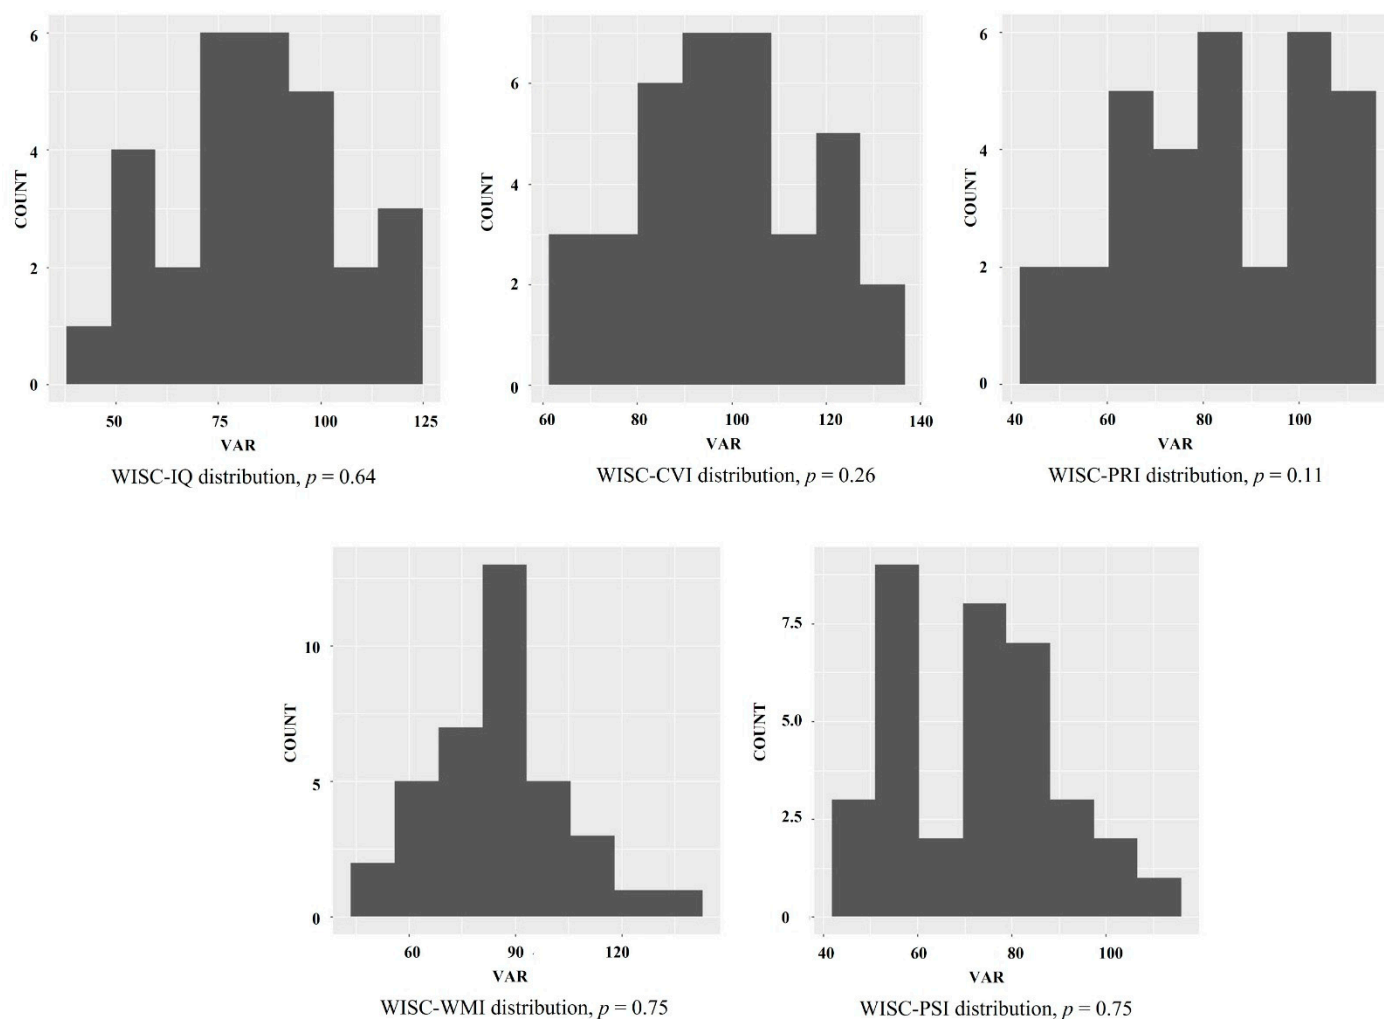 6
4
2
0
COUNT
50
75
100
125
VAR
WISC-IQ distribution, p = 0.64
6
4
2
0
COUNT
60
80
100
120
140
VAR
WISC-CVI distribution, p = 0.26
6
4
2
0
COUNT
40
60
80
100
VAR
WISC-PRI distribution, p = 0.11
10
5
0
COUNT
60
90
120
VAR
WISC-WMI distribution, p = 0.75
7.5
5.0
2.5
0
COUNT
40
60
80
100
VAR
WISC-PSI distribution, p = 0.75